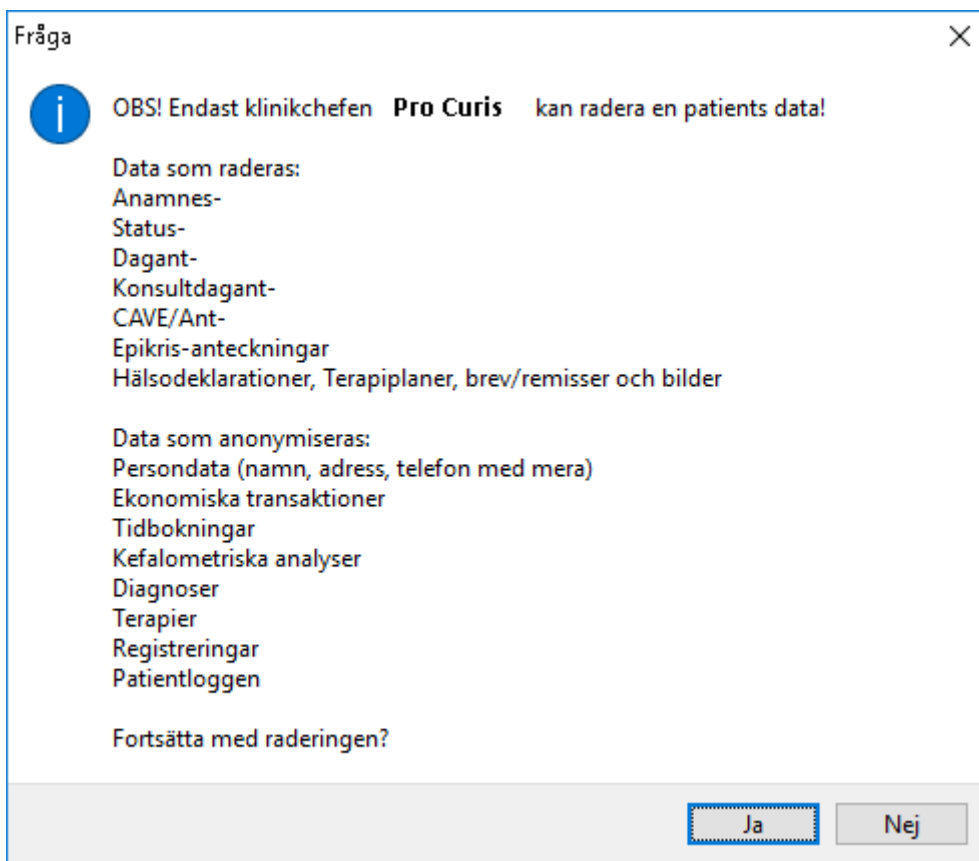 Fråga
OBS! Endast klinikchefen Pro Curis kan radera en patients data!
Data som raderas:
Anamnes-
Status-
Dagant-
Konsultdagant-
CAVE/Ant-
Epikris-anteckningar
Hälsodeklarationer, Terapiplaner, brev/remisser och bilder
Data som anonymiseras:
Persondata (namn, adress, telefon med mera)
Ekonomiska transaktioner
Tidbokningar
Kefalometriska analyser
Diagnoser
Terapier
Registreringar
Patientloggen
Fortsätta med raderingen?
Ja Nej